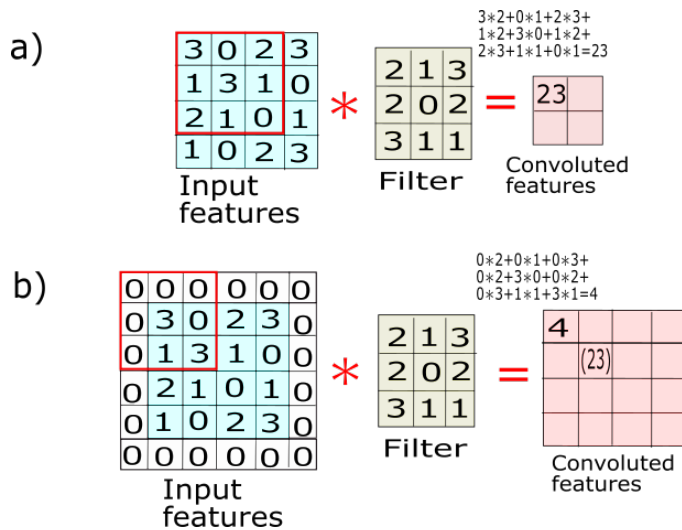 a)
3 0 2 3
1 3 1 0
2 1 0 1
1 0 2 3
Input
features
*
2 1 3
2 0 2
3 1 1
Filter
=
3*2+0*1+2*3+
1*2+3*0+1*2+
2*3+1*1+0*1=23
23
Convoluted
features
b)
0 0 0 0 0 0
0 3 0 2 3 0
0 1 3 1 0 0
0 2 1 0 1 0
0 1 0 2 3 0
0 0 0 0 0 0
Input
features
*
2 1 3
2 0 2
3 1 1
Filter
=
0*2+0*1+0*3+
0*2+3*0+0*2+
0*3+1*1+3*1=4
4
(23)
Convoluted
features